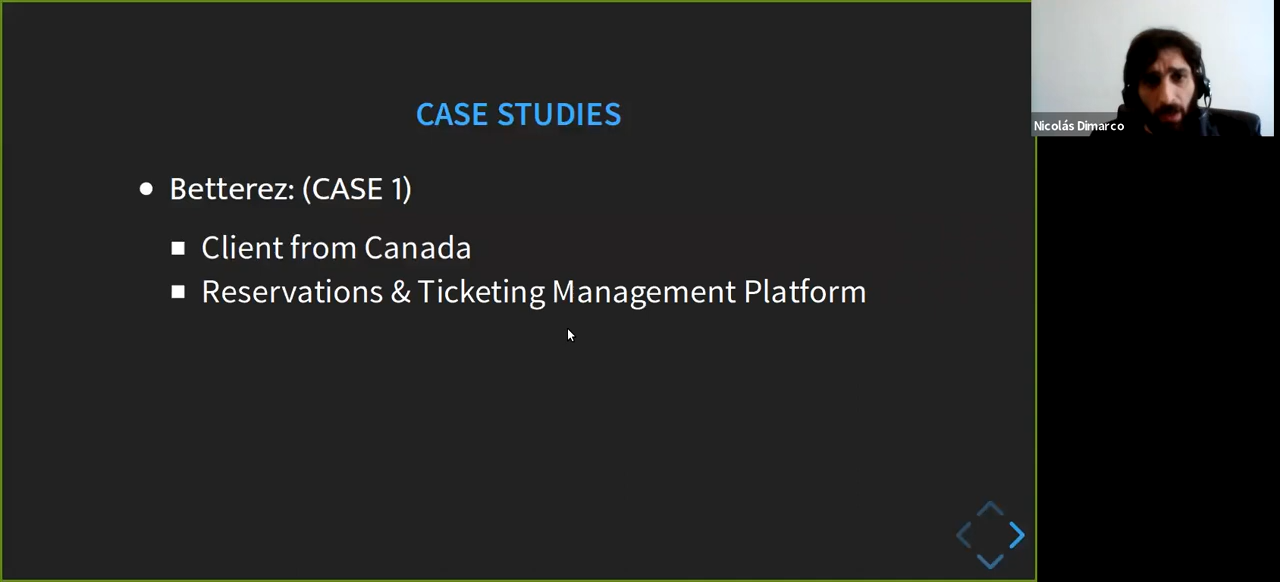 CASE STUDIES
Betterez: (CASE 1)
Client from Canada
Reservations & Ticketing Management Platform
Nicolás Dimarco